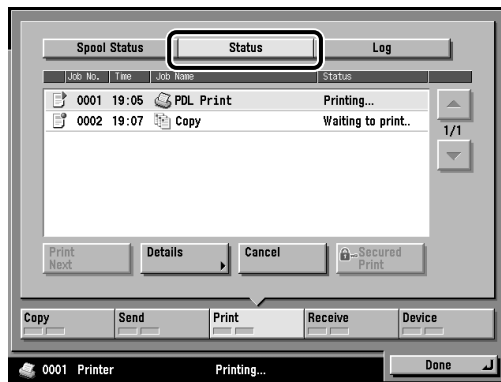 Spool Status Status Log
Job No. Time Job Name Status
0001 19:05 PDL Print Printing...
0002 19:07 Copy Waiting to print..
1/1
Print Next Details Cancel Secured Print
Copy Send Print Receive Device
0001 Printer Printing... Done